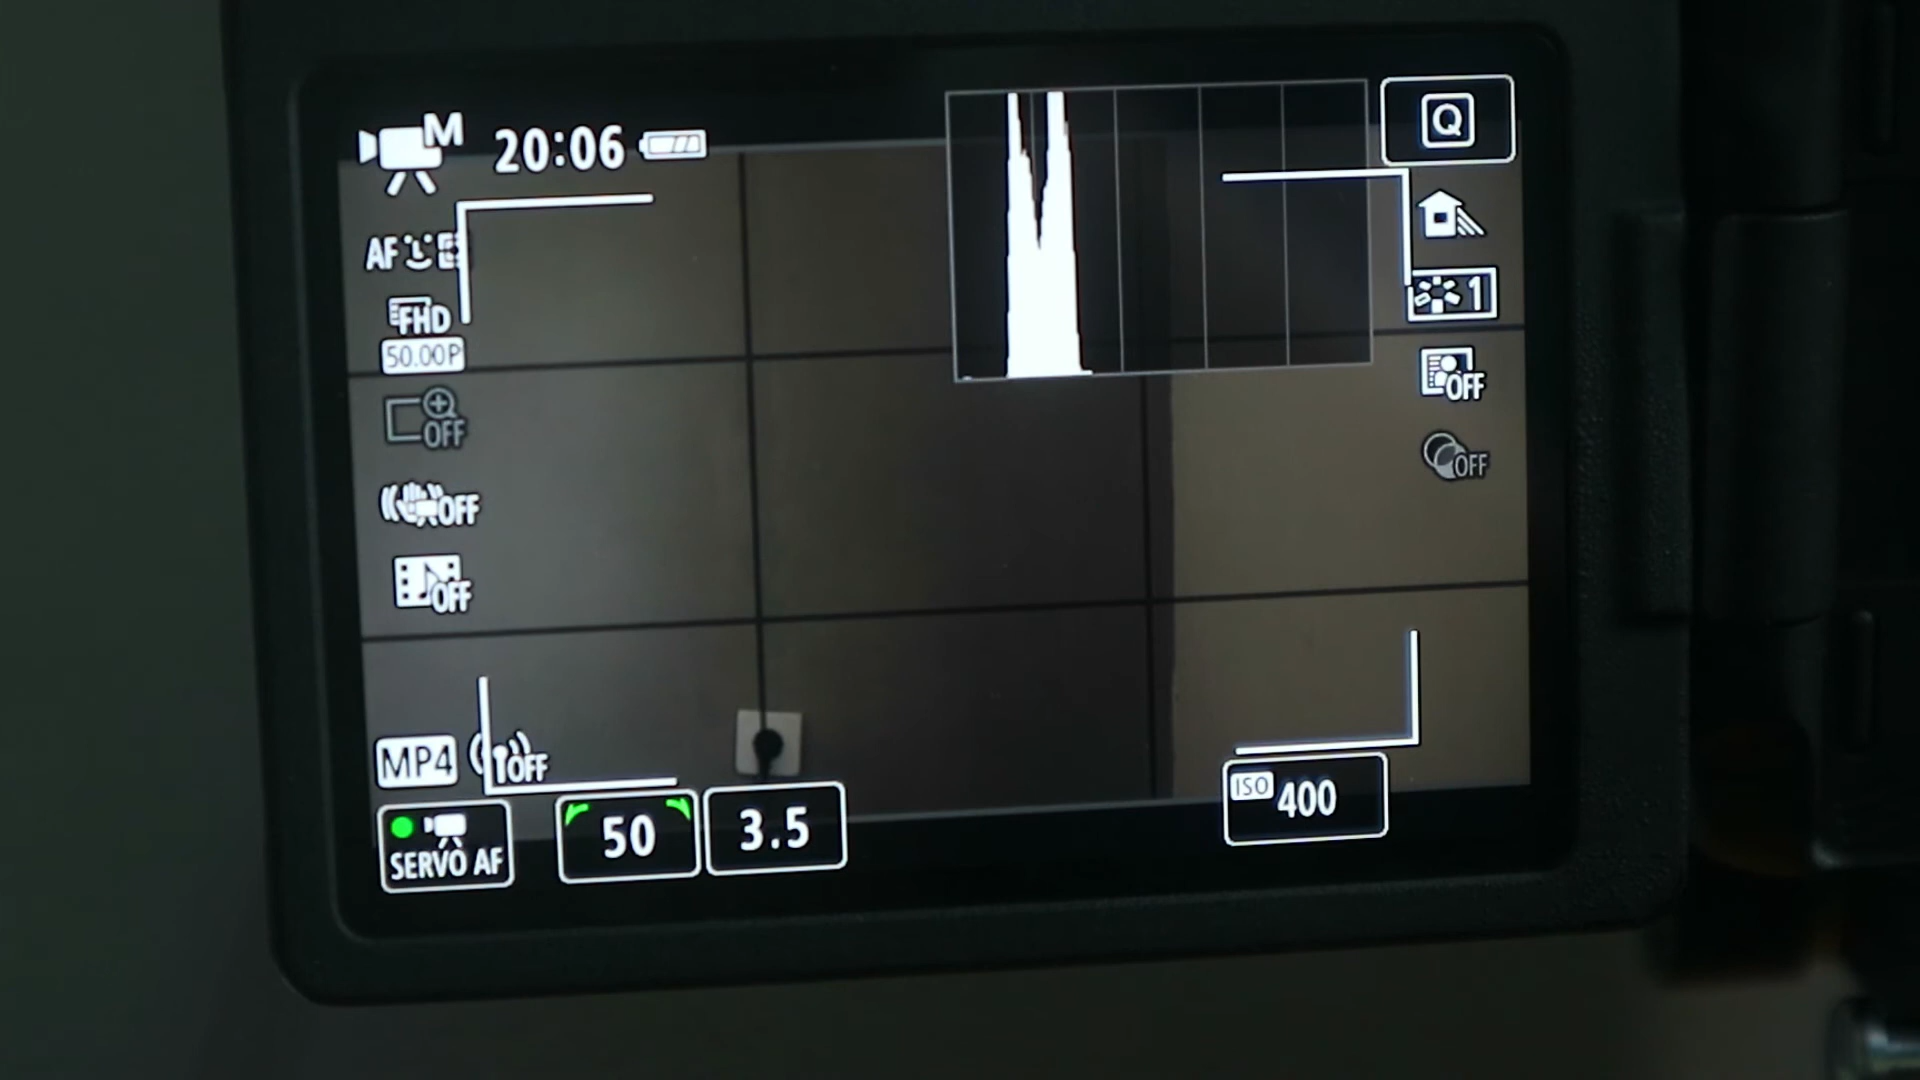 M
20:06
Q
AF
FHD
50.00P
1
OFF
OFF
OFF
OFF
OFF
MP4
OFF
SERVO AF
50
3.5
ISO 400